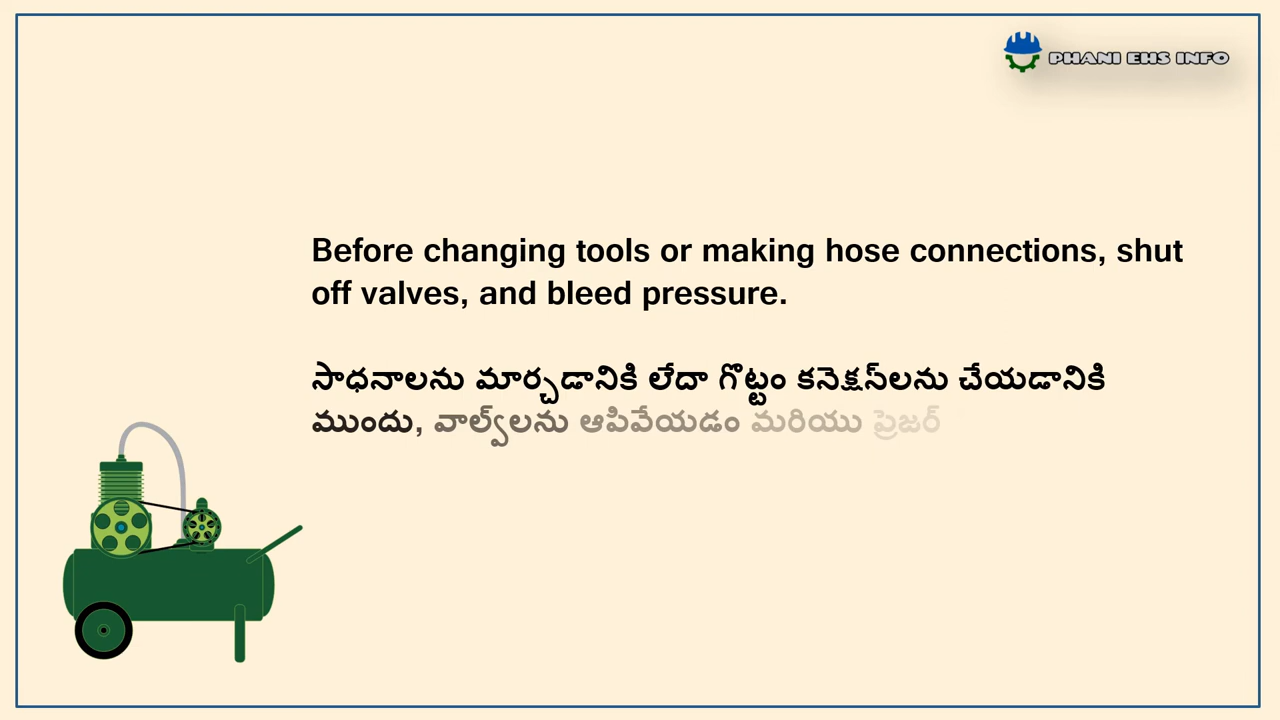 PHANI EHS INFO
Before changing tools or making hose connections, shut
off valves, and bleed pressure.
సాధనాలను మార్చడానికి లేదా గొట్టం కనెక్షన్‌లను చేయడానికి
ముందు, వాల్వ్‌లను ఆపివేయడం మరియు ప్రెజర్